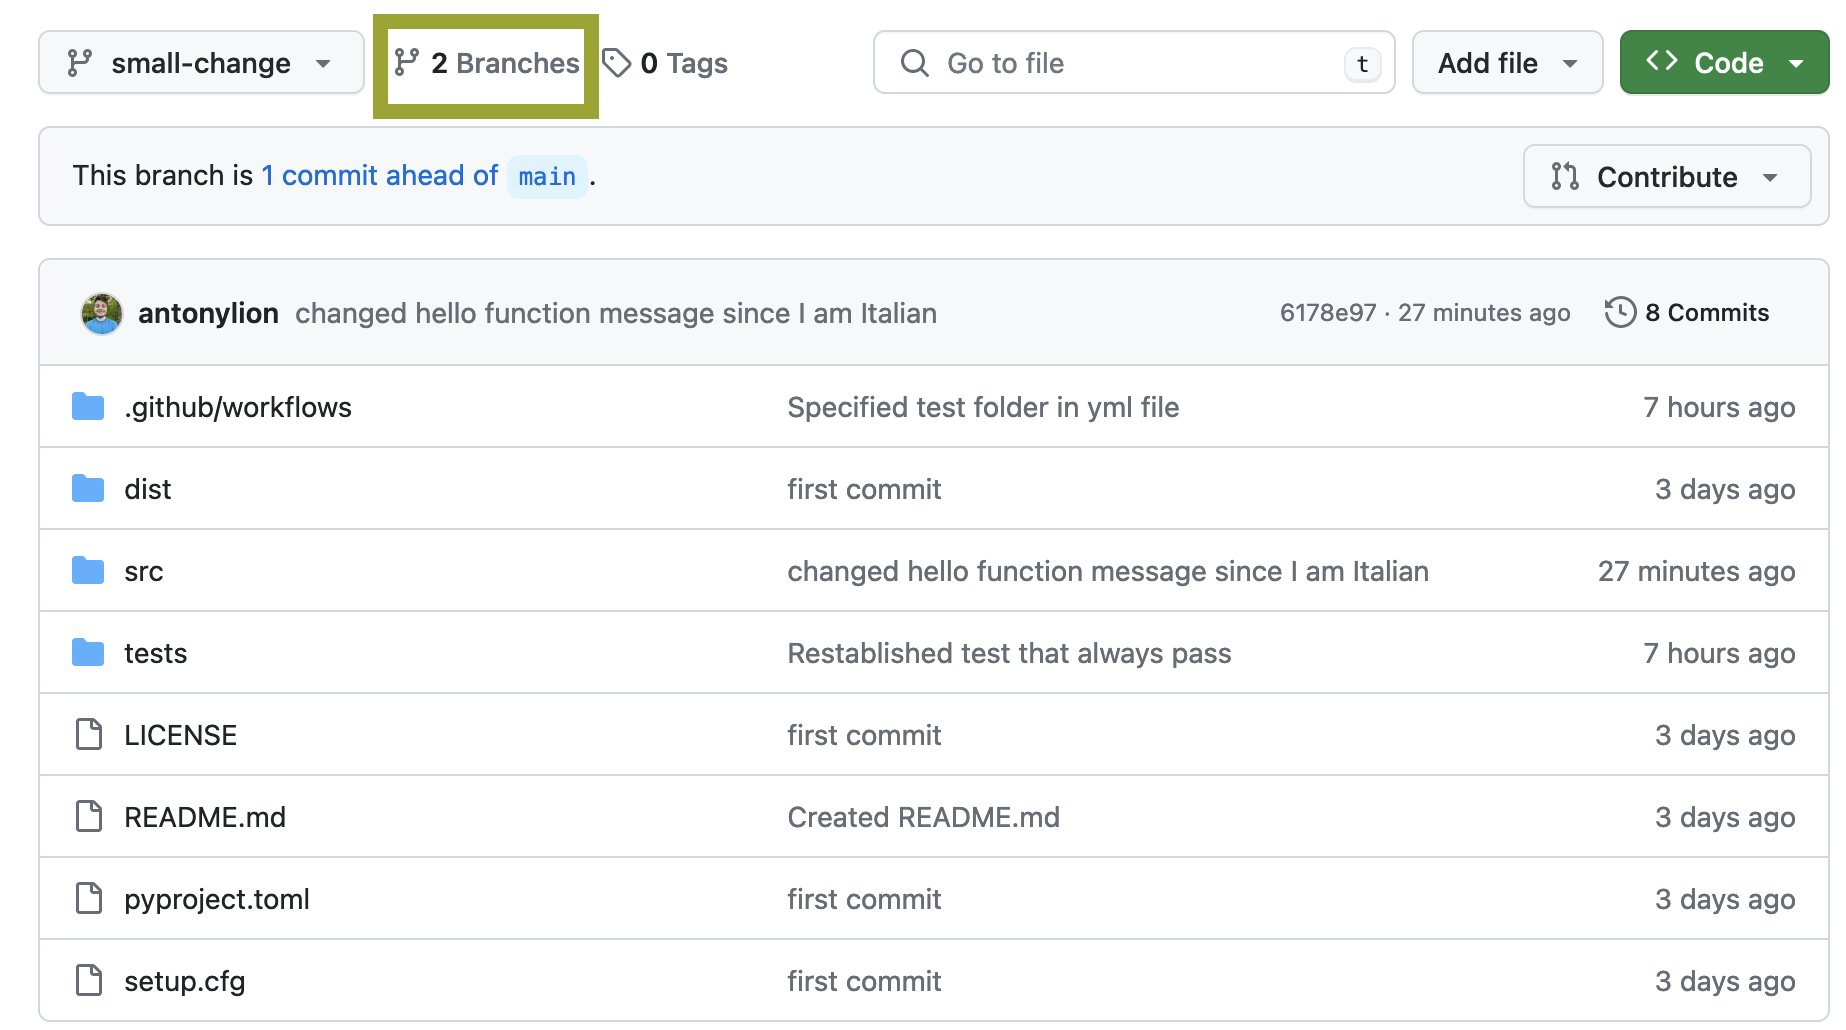 small-change 2 Branches 0 Tags Go to file t Add file Code
This branch is 1 commit ahead of main . Contribute
antonylion changed hello function message since I am Italian 6178e97 · 27 minutes ago 8 Commits
.github/workflows Specified test folder in yml file 7 hours ago
dist first commit 3 days ago
src changed hello function message since I am Italian 27 minutes ago
tests Restablished test that always pass 7 hours ago
LICENSE first commit 3 days ago
README.md Created README.md 3 days ago
pyproject.toml first commit 3 days ago
setup.cfg first commit 3 days ago